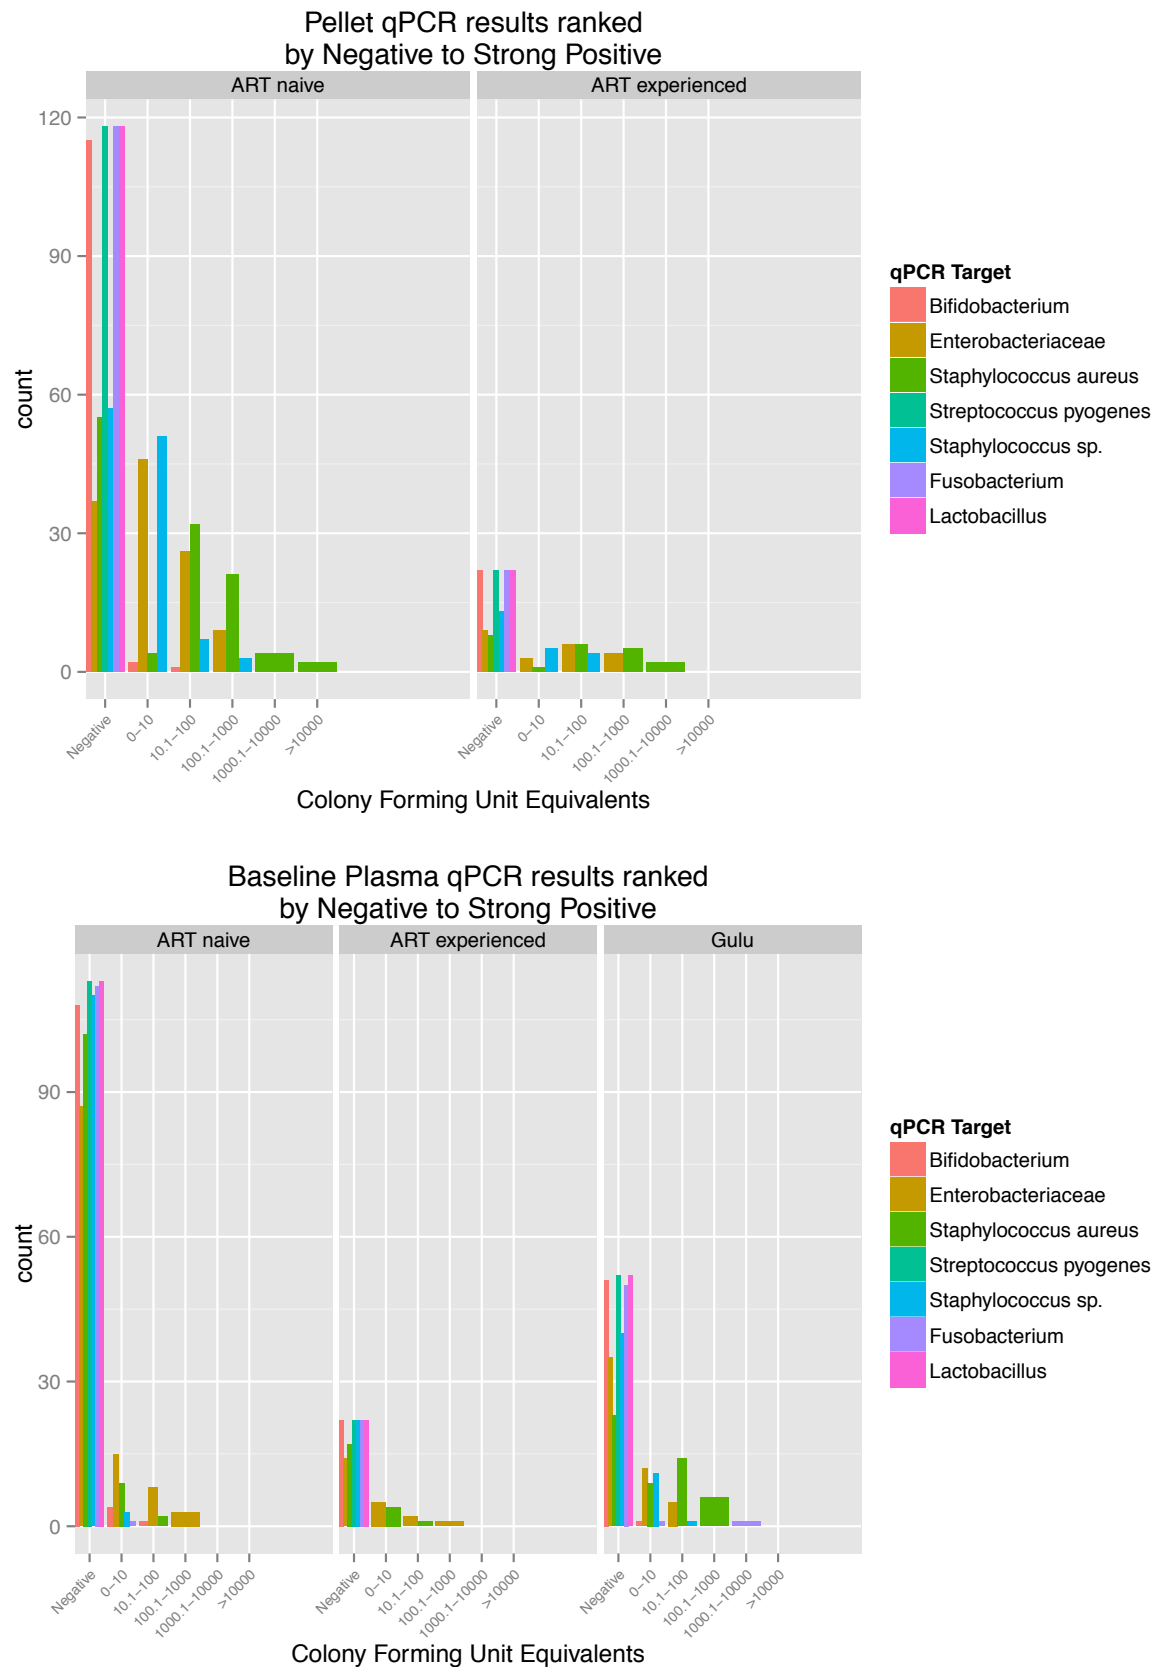 Pellet qPCR results ranked
by Negative to Strong Positive
ART naive
ART experienced
120
90
60
30
0
count
Negative
0−10
10.1−100
100.1−1000
1000.1−10000
>10000
Negative
0−10
10.1−100
100.1−1000
1000.1−10000
>10000
Colony Forming Unit Equivalents
qPCR Target
Bifidobacterium
Enterobacteriaceae
Staphylococcus aureus
Streptococcus pyogenes
Staphylococcus sp.
Fusobacterium
Lactobacillus
Baseline Plasma qPCR results ranked
by Negative to Strong Positive
ART naive
ART experienced
Gulu
90
60
30
0
count
Negative
0−10
10.1−100
100.1−1000
1000.1−10000
>10000
Negative
0−10
10.1−100
100.1−1000
1000.1−10000
>10000
Negative
0−10
10.1−100
100.1−1000
1000.1−10000
>10000
Colony Forming Unit Equivalents
qPCR Target
Bifidobacterium
Enterobacteriaceae
Staphylococcus aureus
Streptococcus pyogenes
Staphylococcus sp.
Fusobacterium
Lactobacillus